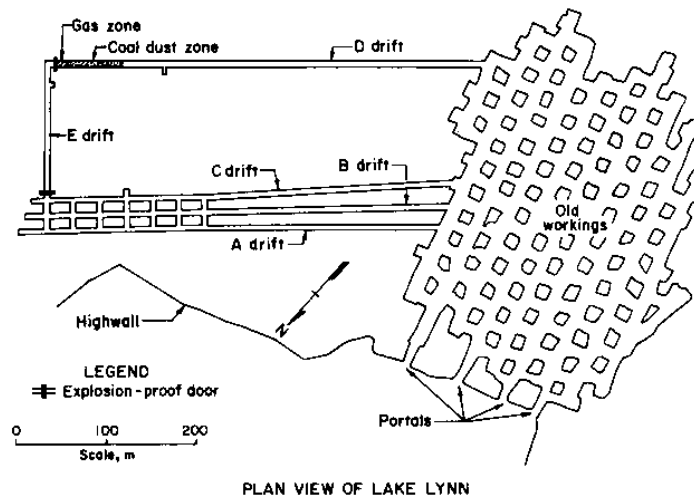 Gas zone
Coal dust zone
D drift
E drift
C drift
B drift
Old
workings
A drift
Highwall
N
LEGEND
Explosion-proof door
Portals
0 100 200
Scale, m
PLAN VIEW OF LAKE LYNN